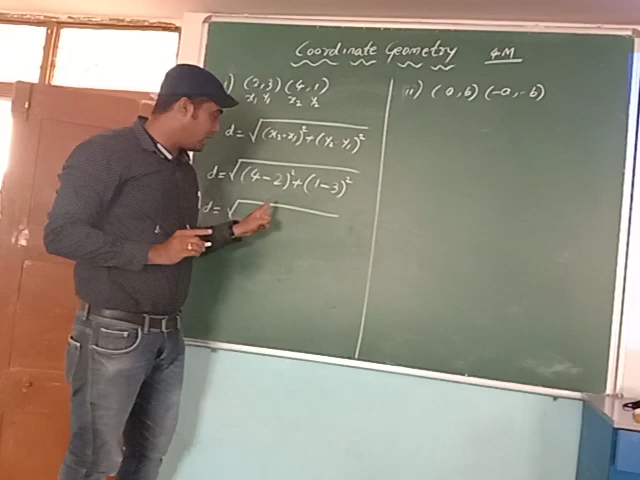 Coordinate Geometry 4M
i) (2,3) (4,1)
x₁ y₁ x₂ y₂
d = √(x₂-x₁)²+(y₂-y₁)²
d = √(4-2)²+(1-3)²
d = √
ii) (a,b) (-a,-b)